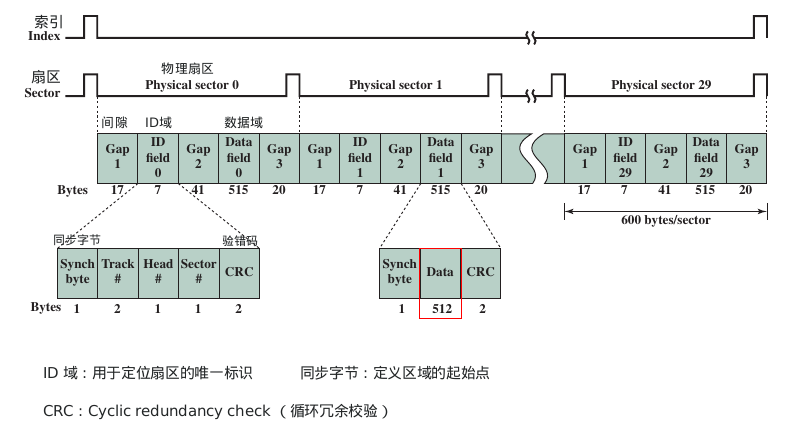 索引
Index
扇区
Sector
物理扇区
Physical sector 0
Physical sector 1
Physical sector 29
间隙 ID域 数据域
Gap 1 ID field 0 Gap 2 Data field 0 Gap 3 Gap 1 ID field 1 Gap 2 Data field 1 Gap 3 Gap 1 ID field 29 Gap 2 Data field 29 Gap 3
Bytes 17 7 41 515 20 17 7 41 515 20 17 7 41 515 20
600 bytes/sector
同步字节 验错码
Synch byte Track # Head # Sector # CRC Synch byte Data CRC
Bytes 1 2 1 1 2 1 512 2
ID 域：用于定位扇区的唯一标识 同步字节：定义区域的起始点
CRC：Cyclic redundancy check （循环冗余校验）